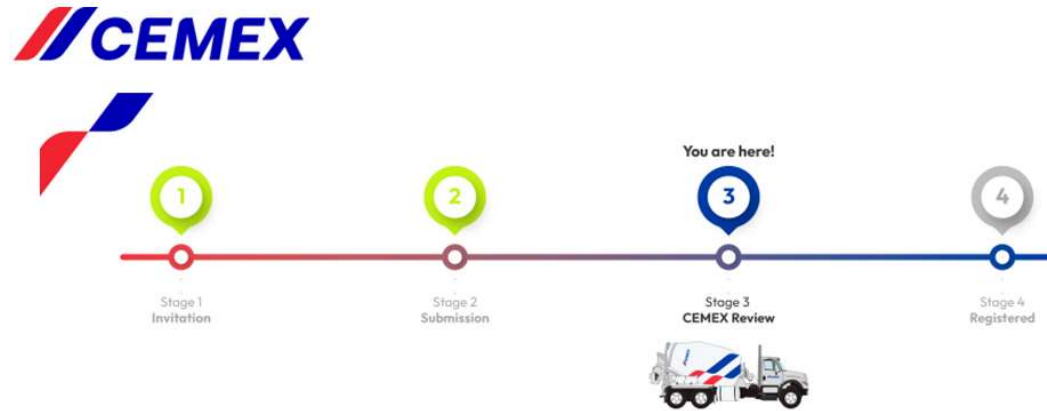 CEMEX
You are here!
1
2
3
4
Stage 1
Invitation
Stage 2
Submission
Stage 3
CEMEX Review
Stage 4
Registered